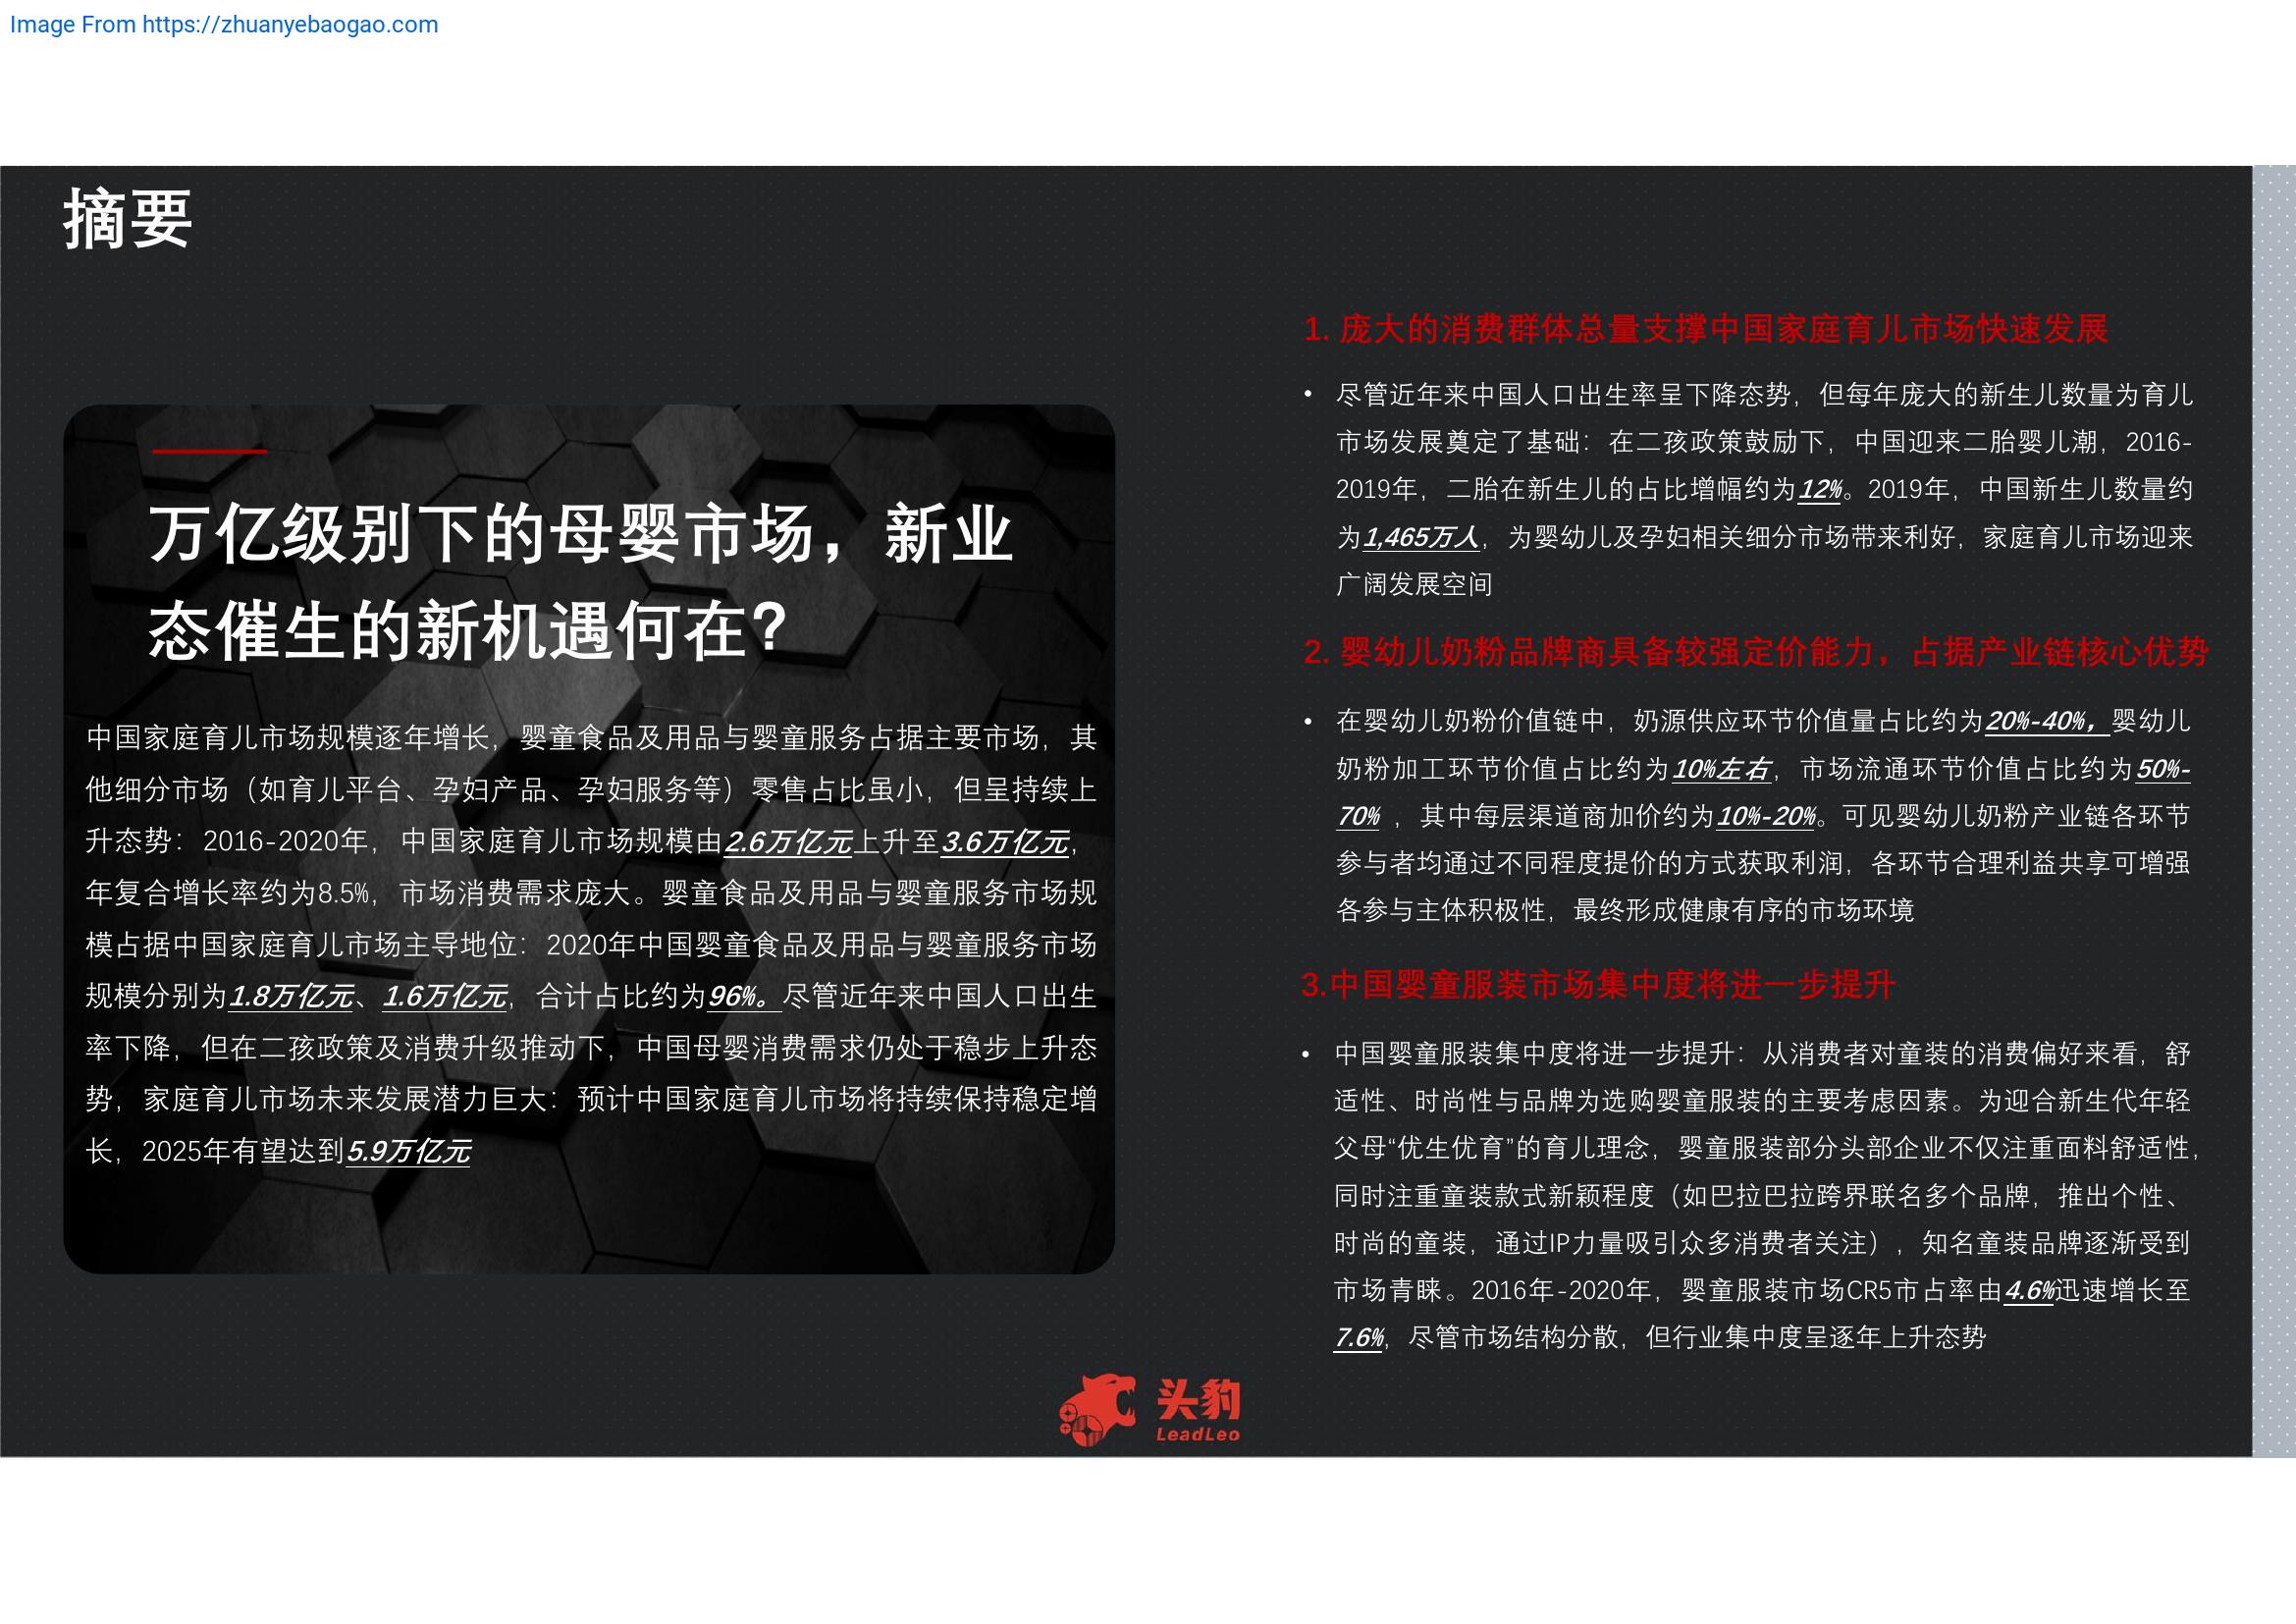 Image From https://zhuanyebaogao.com
摘要
万亿级别下的母婴市场，新业
态催生的新机遇何在？
中国家庭育儿市场规模逐年增长，婴童食品及用品与婴童服务占据主要市场，其
他细分市场（如育儿平台、孕妇产品、孕妇服务等）零售占比虽小，但呈持续上
升态势：2016-2020年，中国家庭育儿市场规模由2.6万亿元上升至3.6万亿元，
年复合增长率约为8.5%，市场消费需求庞大。婴童食品及用品与婴童服务市场规
模占据中国家庭育儿市场主导地位：2020年中国婴童食品及用品与婴童服务市场
规模分别为1.8万亿元、1.6万亿元，合计占比约为96%。尽管近年来中国人口出生
率下降，但在二孩政策及消费升级推动下，中国母婴消费需求仍处于稳步上升态
势，家庭育儿市场未来发展潜力巨大：预计中国家庭育儿市场将持续保持稳定增
长，2025年有望达到5.9万亿元
1. 庞大的消费群体总量支撑中国家庭育儿市场快速发展
• 尽管近年来中国人口出生率呈下降态势，但每年庞大的新生儿数量为育儿
市场发展奠定了基础：在二孩政策鼓励下，中国迎来二胎婴儿潮，2016-
2019年，二胎在新生儿的占比增幅约为12%。2019年，中国新生儿数量约
为1,465万人，为婴幼儿及孕妇相关细分市场带来利好，家庭育儿市场迎来
广阔发展空间
2. 婴幼儿奶粉品牌商具备较强定价能力，占据产业链核心优势
• 在婴幼儿奶粉价值链中，奶源供应环节价值量占比约为20%-40%，婴幼儿
奶粉加工环节价值占比约为10%左右，市场流通环节价值占比约为50%-
70% ，其中每层渠道商加价约为10%-20%。可见婴幼儿奶粉产业链各环节
参与者均通过不同程度提价的方式获取利润，各环节合理利益共享可增强
各参与主体积极性，最终形成健康有序的市场环境
3.中国婴童服装市场集中度将进一步提升
• 中国婴童服装集中度将进一步提升：从消费者对童装的消费偏好来看，舒
适性、时尚性与品牌为选购婴童服装的主要考虑因素。为迎合新生代年轻
父母“优生优育”的育儿理念，婴童服装部分头部企业不仅注重面料舒适性，
同时注重童装款式新颖程度（如巴拉巴拉跨界联名多个品牌，推出个性、
时尚的童装，通过IP力量吸引众多消费者关注），知名童装品牌逐渐受到
市场青睐。2016年-2020年，婴童服装市场CR5市占率由4.6%迅速增长至
7.6%，尽管市场结构分散，但行业集中度呈逐年上升态势
头豹
LeadLeo